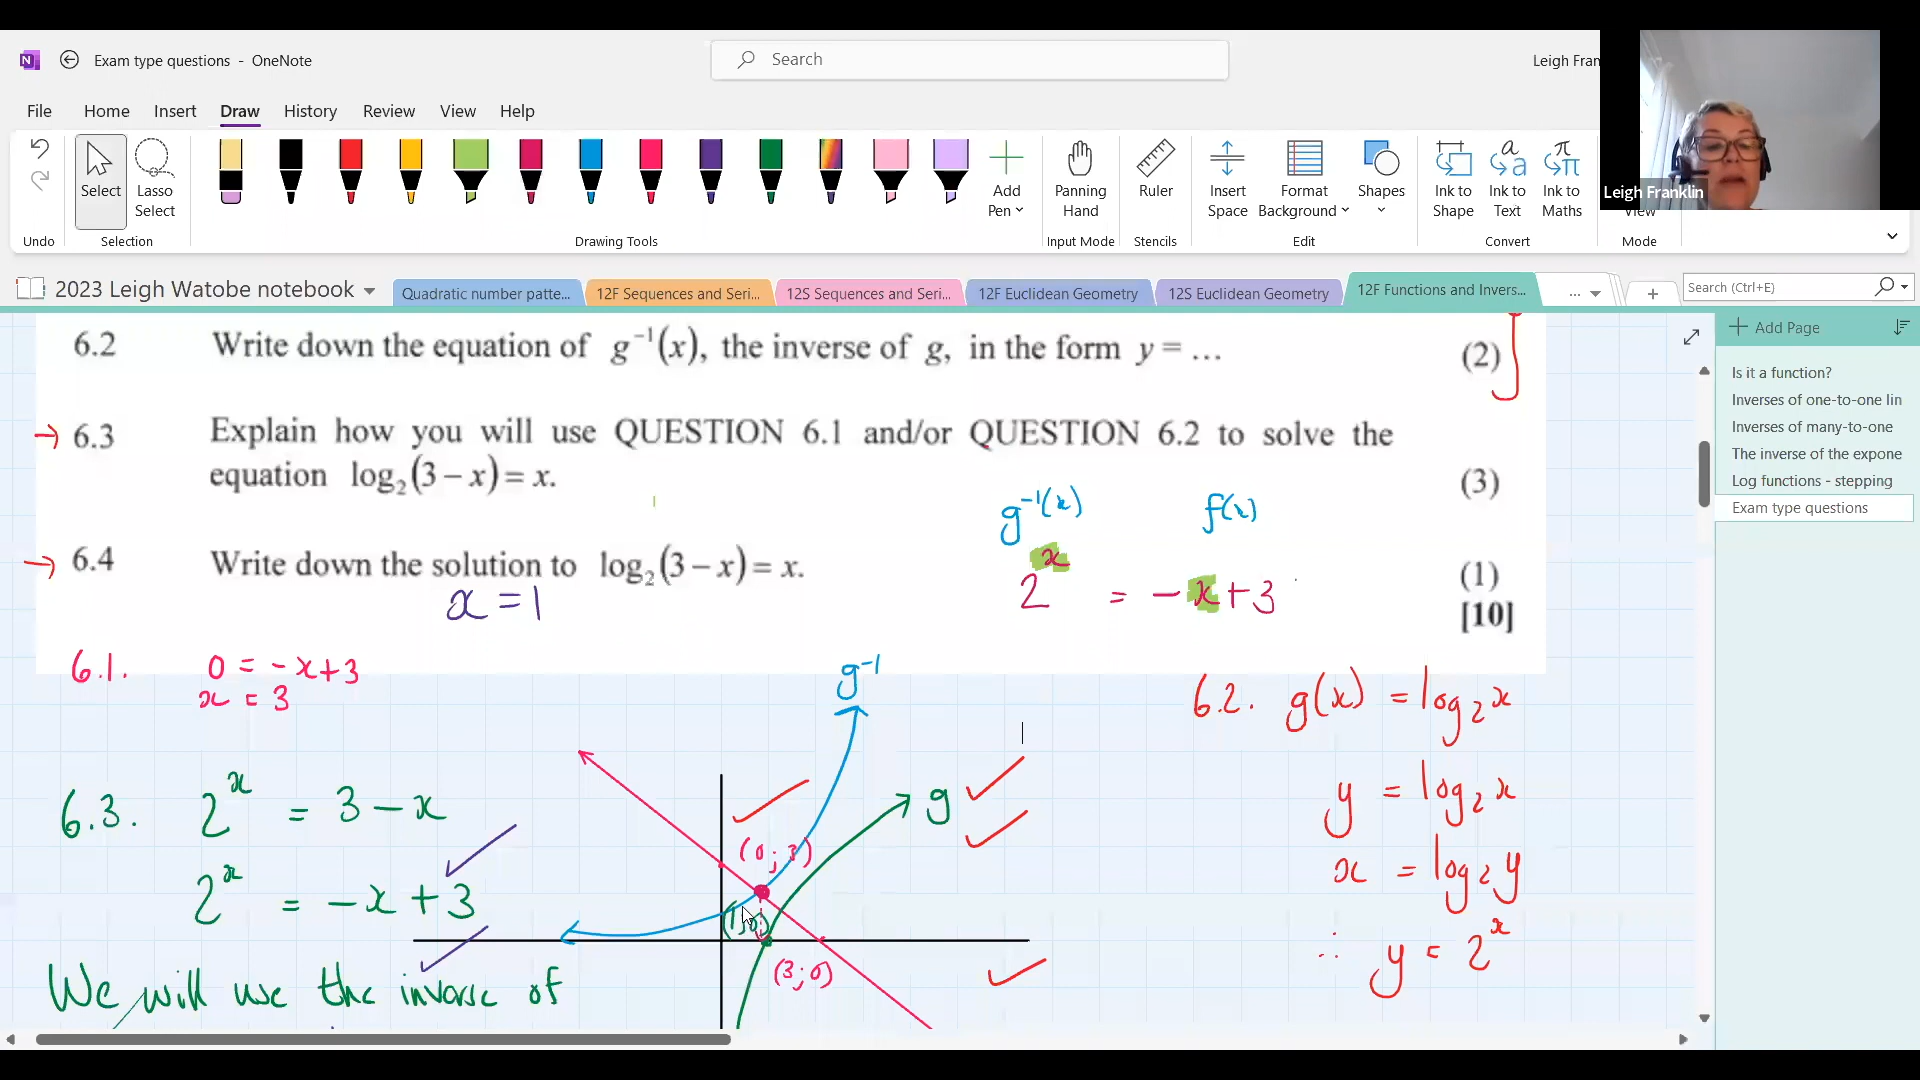 Exam type questions - OneNote
Search
Leigh Fran
Leigh Franklin
File Home Insert Draw History Review View Help
Undo
Select
Lasso Select
Selection
Drawing Tools
Add Pen
Panning Hand
Input Mode
Ruler
Stencils
Insert Space
Format Background
Shapes
Edit
Ink to Shape
Ink to Text
Ink to Maths
Convert
View
Mode
2023 Leigh Watobe notebook
Quadratic number patte...
12F Sequences and Seri...
12S Sequences and Seri...
12F Euclidean Geometry
12S Euclidean Geometry
12F Functions and Invers...
...
Search (Ctrl+E)
Add Page
Is it a function?
Inverses of one-to-one lin
Inverses of many-to-one
The inverse of the expone
Log functions - stepping
Exam type questions
6.2 Write down the equation of g⁻¹(x), the inverse of g, in the form y = ... (2)
6.3 Explain how you will use QUESTION 6.1 and/or QUESTION 6.2 to solve the
equation log₂(3 – x) = x. (3)
g⁻¹(x) f(x)
6.4 Write down the solution to log₂(3 – x) = x. (1)
2ˣ = -x+3
x = 1
[10]
6.1. 0 = -x+3
x = 3
g⁻¹
6.2. g(x) = log₂x
y = log₂x
x = log₂y
∴ y = 2ˣ
6.3. 2ˣ = 3 - x
2ˣ = -x + 3
We will use the inverse of
g
(0; 3)
(3; 0)